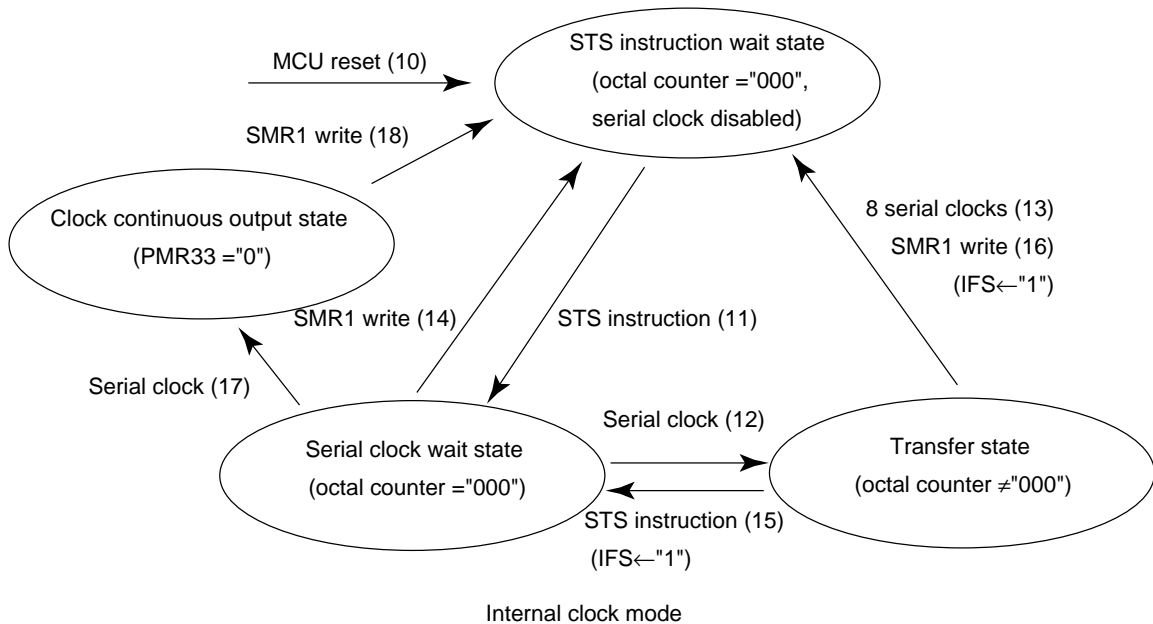 STS instruction wait state
(octal counter ="000",
serial clock disabled)
MCU reset (10)
SMR1 write (18)
Clock continuous output state
(PMR33 ="0")
8 serial clocks (13)
SMR1 write (16)
(IFS←"1")
SMR1 write (14)
STS instruction (11)
Serial clock (17)
Serial clock wait state
(octal counter ="000")
Serial clock (12)
Transfer state
(octal counter ≠"000")
STS instruction (15)
(IFS←"1")
Internal clock mode